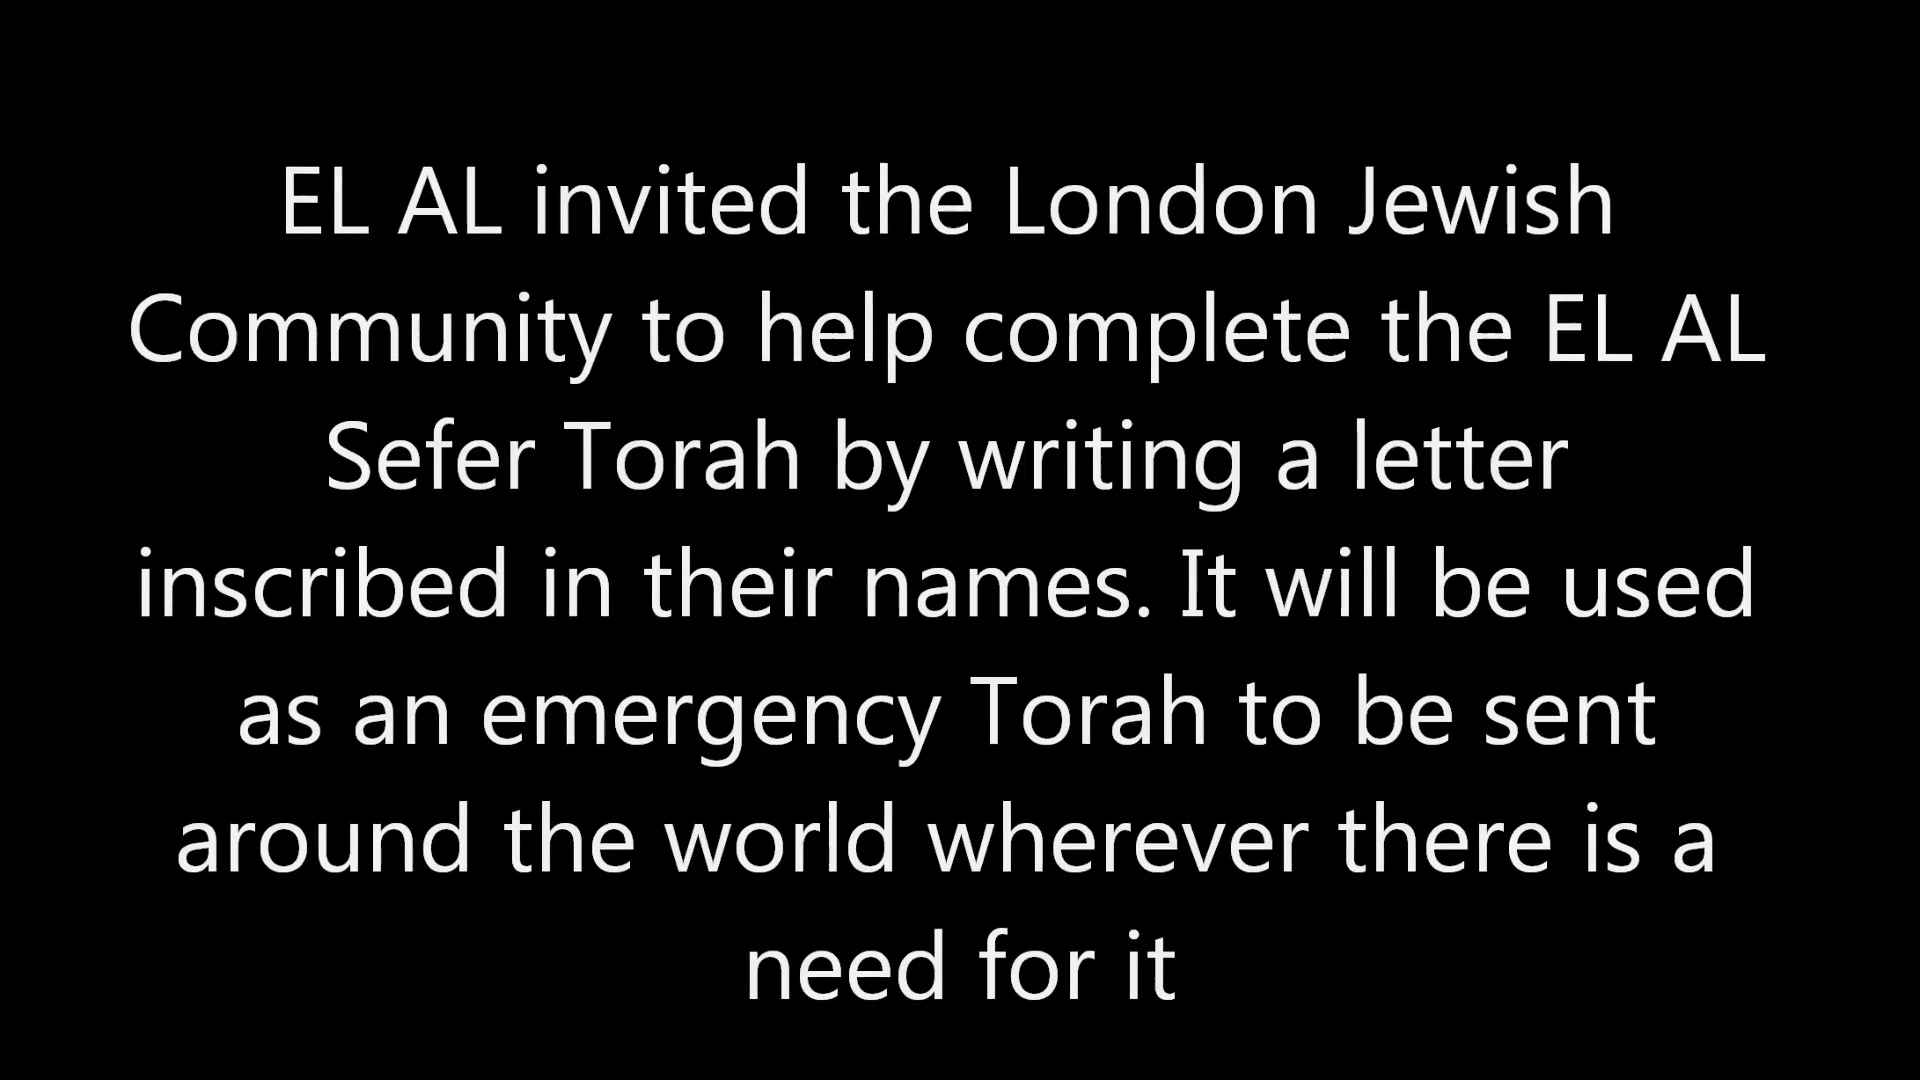 EL AL invited the London Jewish
Community to help complete the EL AL
Sefer Torah by writing a letter
inscribed in their names. It will be used
as an emergency Torah to be sent
around the world wherever there is a
need for it